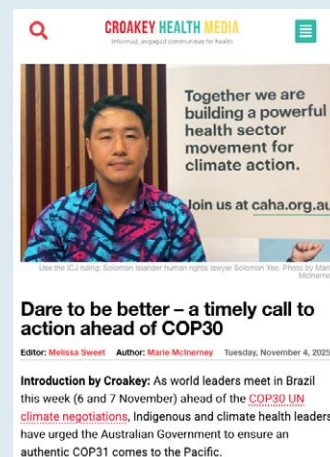 CROAKEY HEALTH MEDIA
informed, engaged communities for health
Together we are
building a powerful
health sector
movement for
climate action.
Join us at caha.org.au
Use the ICJ ruling: Solomon Islander human rights lawyer Solomon Yeo. Photo by Marie
McInerney
Dare to be better – a timely call to
action ahead of COP30
Editor: Melissa Sweet Author: Marie McInerney Tuesday, November 4, 2025
Introduction by Croakey: As world leaders meet in Brazil
this week (6 and 7 November) ahead of the COP30 UN
climate negotiations, Indigenous and climate health leaders
have urged the Australian Government to ensure an
authentic COP31 comes to the Pacific.